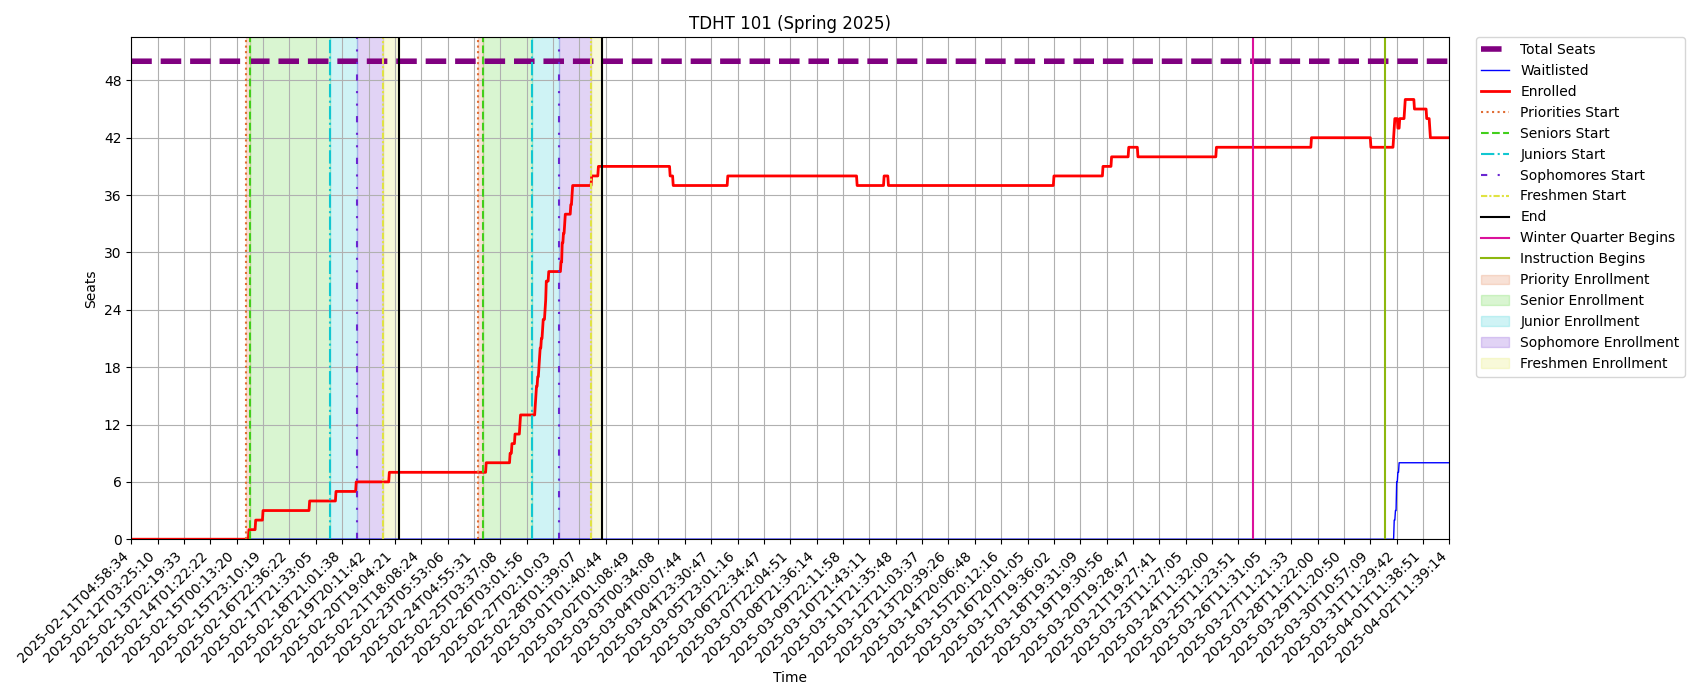 TDHT 101 (Spring 2025)
Total Seats
Waitlisted
Enrolled
Priorities Start
Seniors Start
Juniors Start
Sophomores Start
Freshmen Start
End
Winter Quarter Begins
Instruction Begins
Priority Enrollment
Senior Enrollment
Junior Enrollment
Sophomore Enrollment
Freshmen Enrollment
Seats
48
42
36
30
24
18
12
6
0
2025-02-11T04:58:34
2025-02-12T03:25:10
2025-02-13T02:19:33
2025-02-14T01:22:22
2025-02-15T00:13:20
2025-02-15T23:10:19
2025-02-16T22:36:22
2025-02-17T21:33:05
2025-02-18T21:01:38
2025-02-19T20:11:42
2025-02-20T19:04:21
2025-02-21T18:08:24
2025-02-23T05:53:06
2025-02-24T04:55:31
2025-02-25T03:37:08
2025-02-26T03:01:56
2025-02-27T02:10:03
2025-02-28T01:39:07
2025-03-01T01:40:44
2025-03-02T01:08:49
2025-03-03T00:34:08
2025-03-04T00:07:44
2025-03-04T23:30:47
2025-03-05T23:01:16
2025-03-06T22:34:47
2025-03-07T22:04:51
2025-03-08T21:36:14
2025-03-09T22:11:58
2025-03-10T21:43:11
2025-03-11T21:35:48
2025-03-12T21:03:37
2025-03-13T20:39:26
2025-03-14T20:06:48
2025-03-15T20:12:16
2025-03-16T20:01:05
2025-03-17T19:36:02
2025-03-18T19:31:09
2025-03-19T19:30:56
2025-03-20T19:28:47
2025-03-21T19:27:41
2025-03-23T11:27:05
2025-03-24T11:32:00
2025-03-25T11:23:51
2025-03-26T11:31:05
2025-03-27T11:21:33
2025-03-28T11:22:00
2025-03-29T11:20:50
2025-03-30T10:57:09
2025-03-31T11:29:42
2025-04-01T11:38:51
2025-04-02T11:39:14
Time